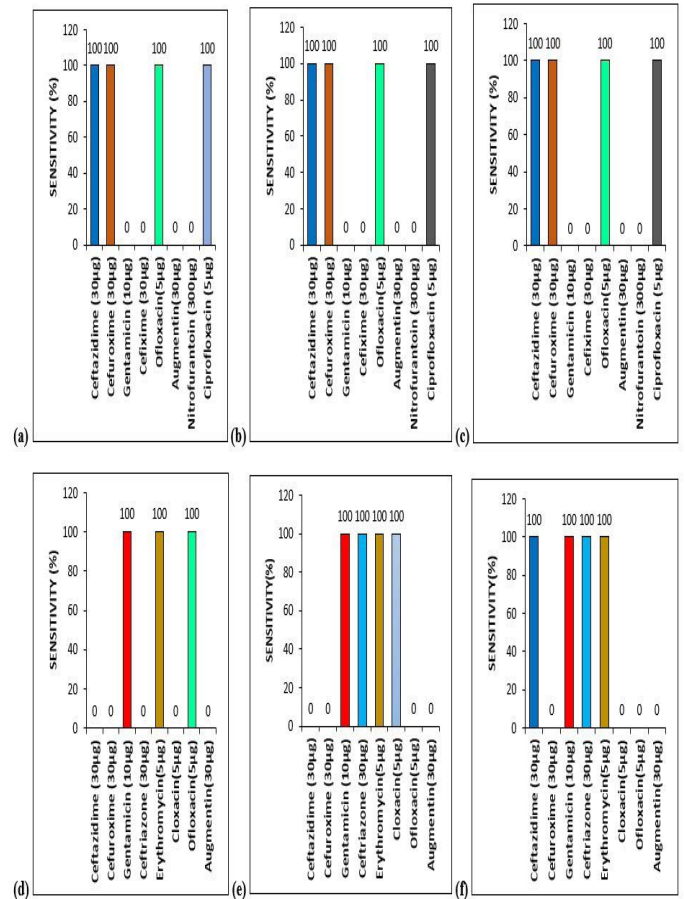 120
100
80
60
40
20
0
SENSITIVITY (%)
100 100 0 0 100 0 0 100
Ceftazidime (30µg)
Cefuroxime (30µg)
Gentamicin (10µg)
Cefixime (30µg)
Ofloxacin(5µg)
Augmentin(30µg)
Nitrofurantoin (300µg)
Ciprofloxacin (5µg)
(a)
120
100
80
60
40
20
0
SENSITIVITY (%)
100 100 0 0 100 0 0 100
Ceftazidime (30µg)
Cefuroxime (30µg)
Gentamicin (10µg)
Cefixime (30µg)
Ofloxacin(5µg)
Augmentin(30µg)
Nitrofurantoin (300µg)
Ciprofloxacin (5µg)
(b)
120
100
80
60
40
20
0
SENSITIVITY (%)
100 100 0 0 100 0 0 100
Ceftazidime (30µg)
Cefuroxime (30µg)
Gentamicin (10µg)
Cefixime (30µg)
Ofloxacin(5µg)
Augmentin(30µg)
Nitrofurantoin (300µg)
Ciprofloxacin (5µg)
(c)
120
100
80
60
40
20
0
SENSITIVITY (%)
0 0 100 0 100 0 100 0
Ceftazidime (30µg)
Cefuroxime (30µg)
Gentamicin (10µg)
Ceftriazone (30µg)
Erythromycin(5µg)
Cloxacin(5µg)
Ofloxacin(5µg)
Augmentin(30µg)
(d)
120
100
80
60
40
20
0
SENSITIVITY(%)
0 0 100 100 100 100 0 0
Ceftazidime (30µg)
Cefuroxime (30µg)
Gentamicin (10µg)
Ceftriazone (30µg)
Erythromycin(5µg)
Cloxacin(5µg)
Ofloxacin(5µg)
Augmentin(30µg)
(e)
120
100
80
60
40
20
0
SENSITIVITY(%)
100 0 100 100 100 0 0 0
Ceftazidime (30µg)
Cefuroxime (30µg)
Gentamicin (10µg)
Ceftriazone (30µg)
Erythromycin(5µg)
Cloxacin(5µg)
Ofloxacin(5µg)
Augmentin(30µg)
(f)